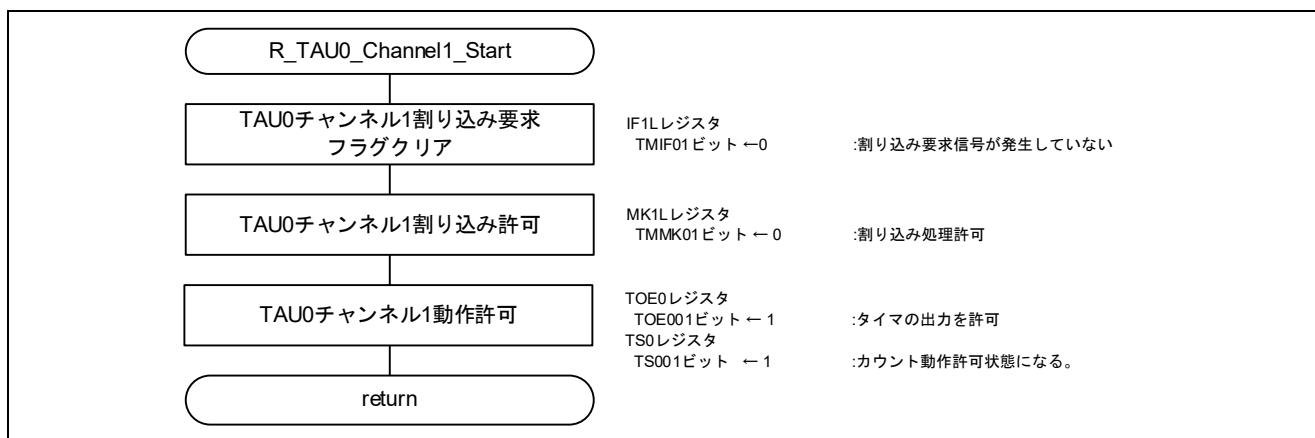 R_TAU0_Channel1_Start
TAU0チャンネル1割り込み要求
フラグクリア
IF1Lレジスタ
TMIF01ビット ←0 :割り込み要求信号が発生していない
TAU0チャンネル1割り込み許可
MK1Lレジスタ
TMMK01ビット ← 0 :割り込み処理許可
TAU0チャンネル1動作許可
TOE0レジスタ
TOE001ビット ← 1 :タイマの出力を許可
TS0レジスタ
TS001ビット ← 1 :カウント動作許可状態になる。
return